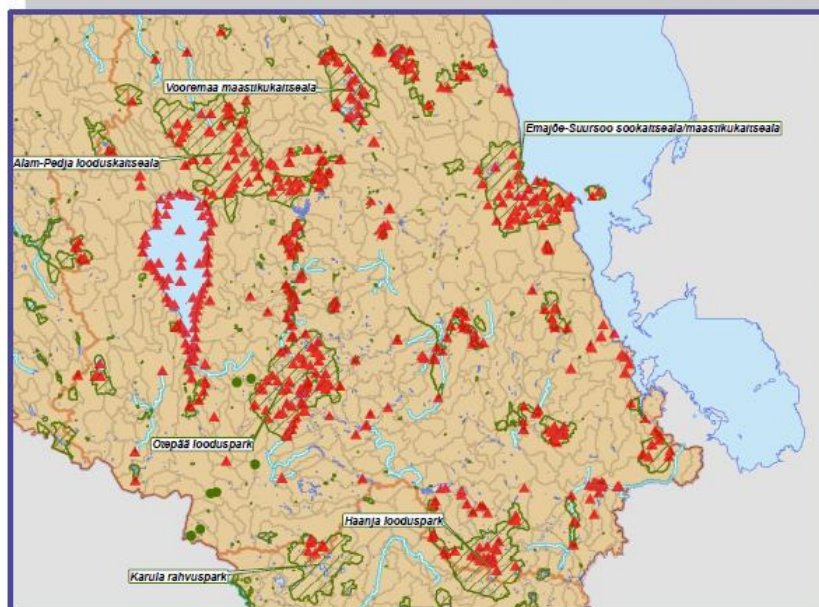 Vooremaa maastikukaitseala
Emajõe-Suursoo sookaitseala/maastikukaitseala
Alam-Pedja looduskaitseala
Otepää looduspark
Haanja looduspark
Karula rahvuspark